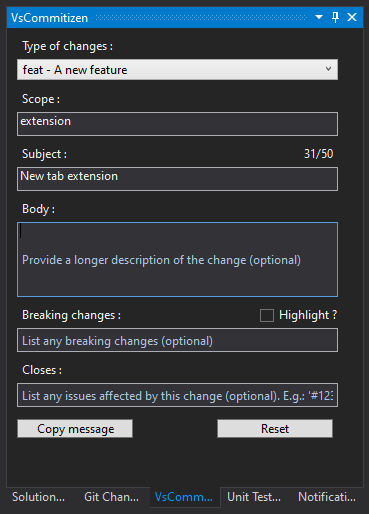 VsCommitizen
Type of changes :
feat - A new feature
Scope :
extension
Subject : 31/50
New tab extension
Body :
Provide a longer description of the change (optional)
Breaking changes : Highlight ?
List any breaking changes (optional)
Closes :
List any issues affected by this change (optional). E.g.: '#123
Copy message Reset
Solution... Git Chan... VsComm... Unit Test... Notificati...